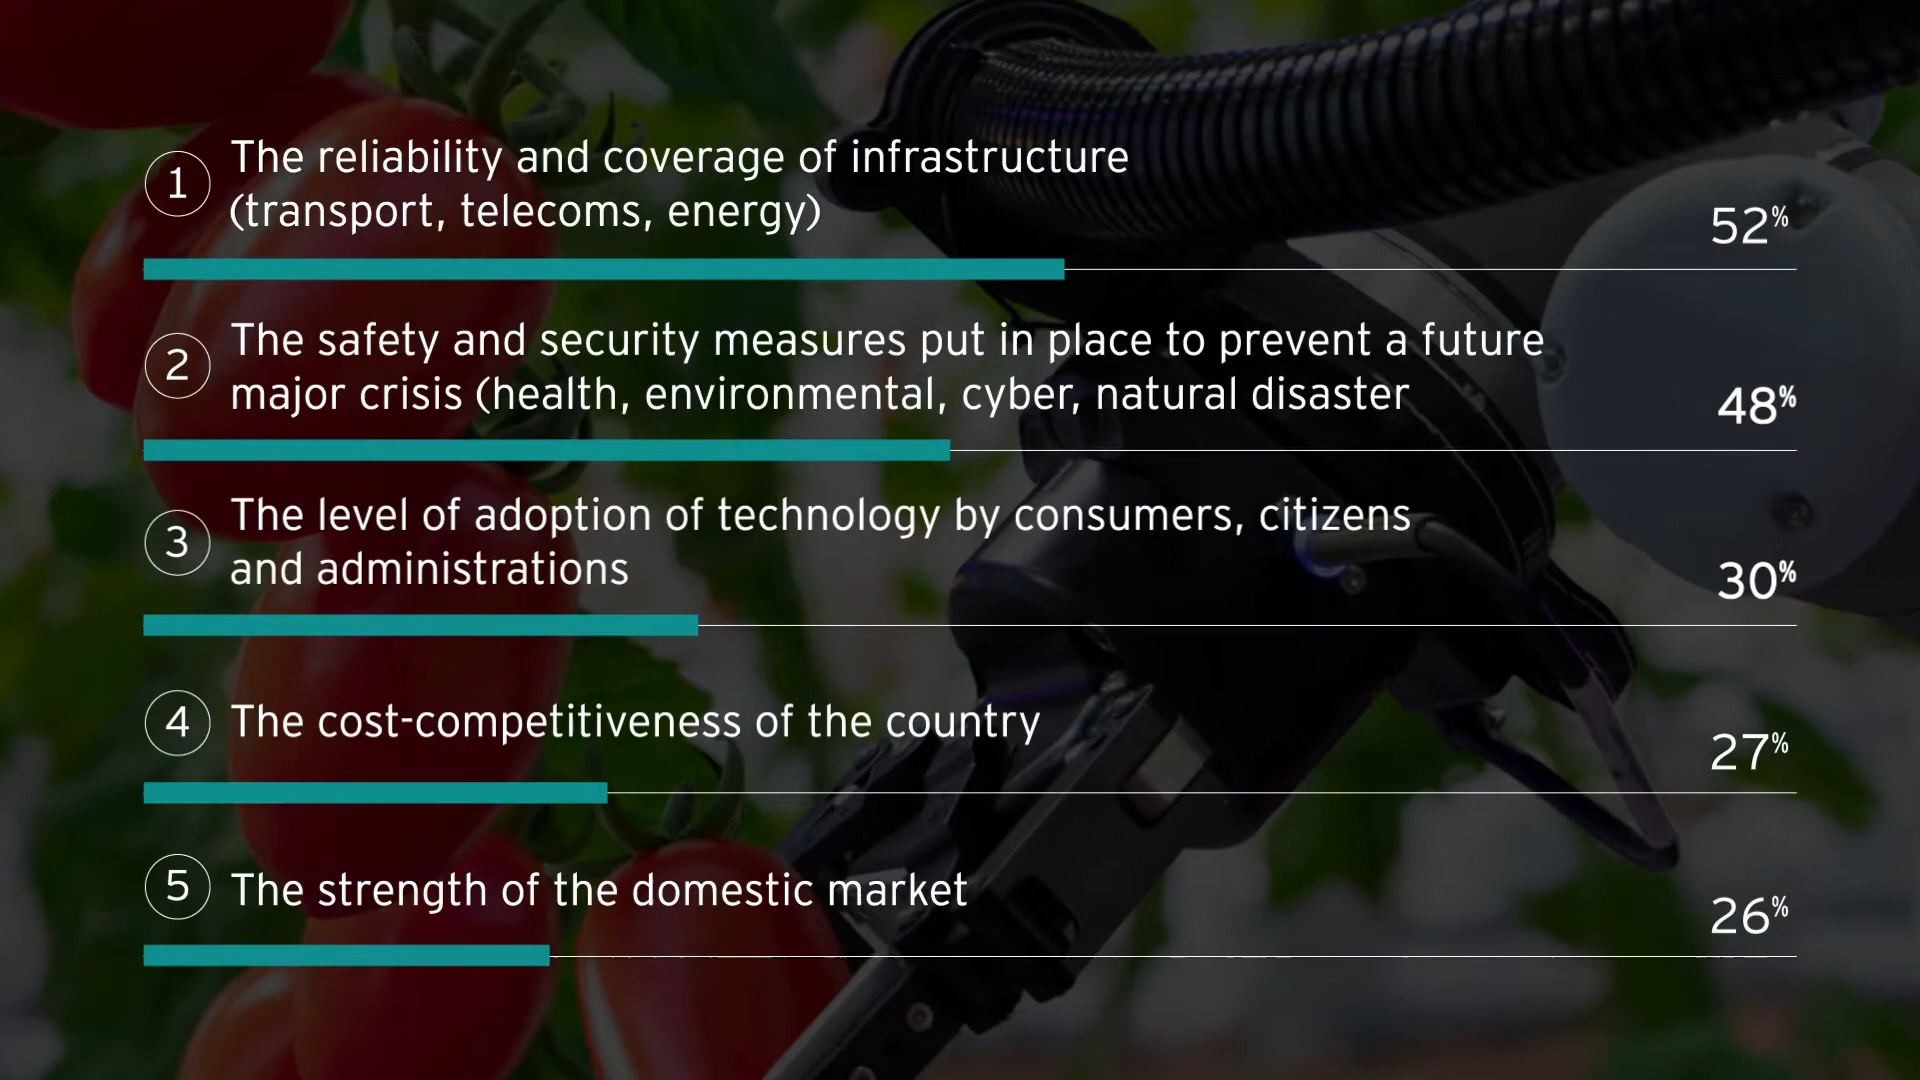 1
The reliability and coverage of infrastructure
(transport, telecoms, energy)
52%
2
The safety and security measures put in place to prevent a future
major crisis (health, environmental, cyber, natural disaster
48%
3
The level of adoption of technology by consumers, citizens
and administrations
30%
4
The cost-competitiveness of the country
27%
5
The strength of the domestic market
26%